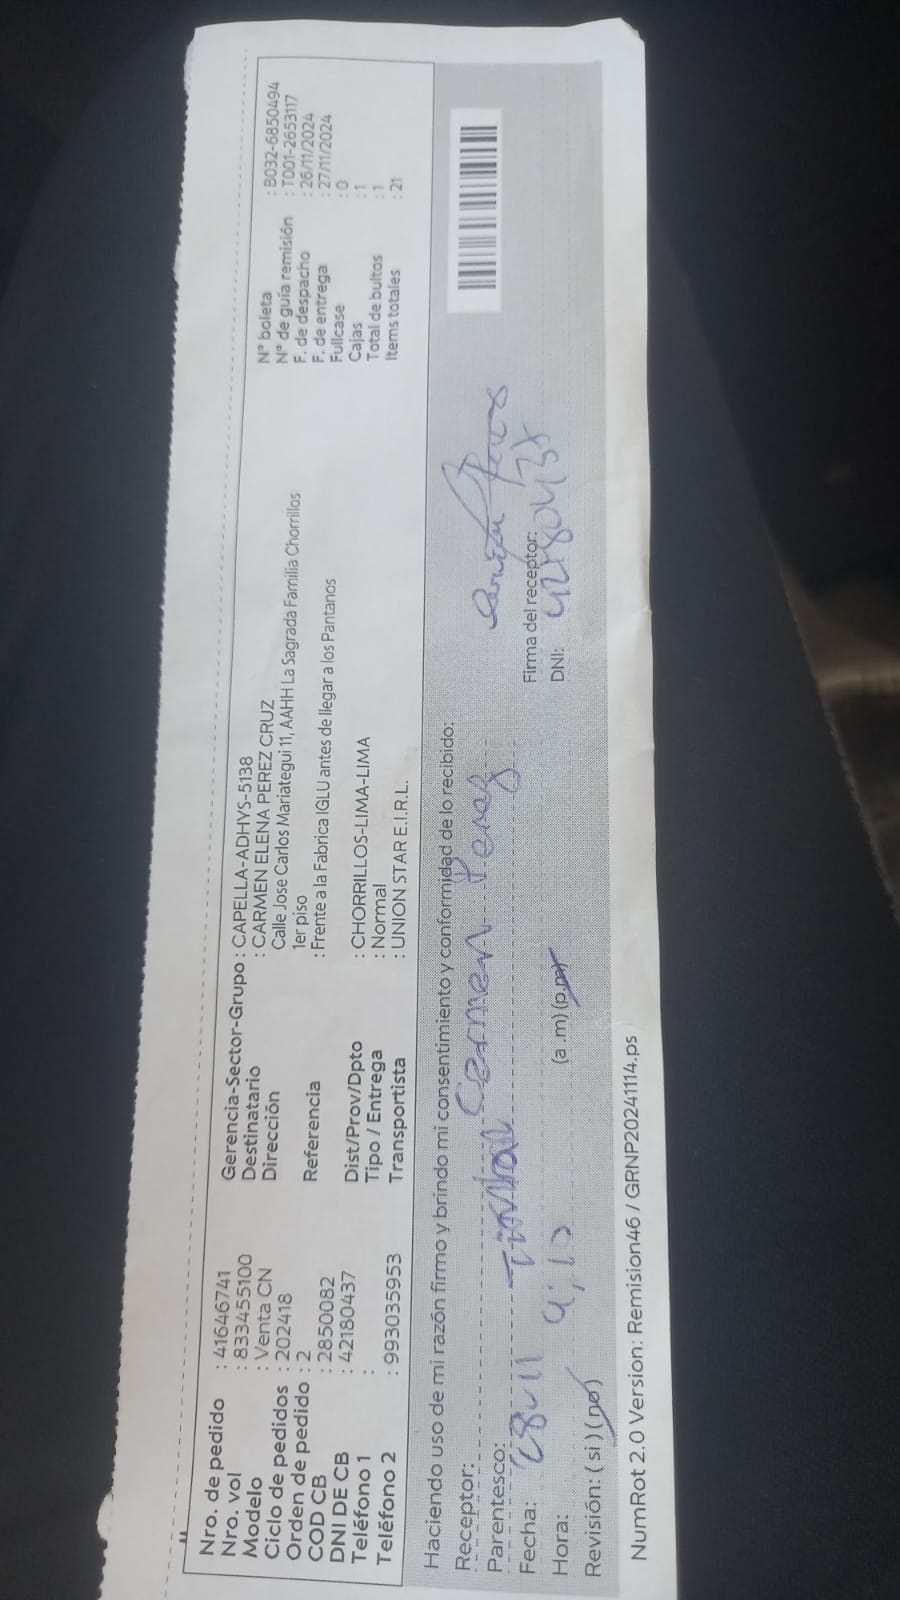 Nro. de pedido : 41646741
Nro. vol : 833455100
Modelo : Venta CN
Ciclo de pedidos : 202418
Orden de pedido : 2
COD CB : 2850082
DNI DE CB : 42180437
Teléfono 1 :
Teléfono 2 : 993035953
Gerencia-Sector-Grupo : CAPELLA-ADHYS-5138
Destinatario : CARMEN ELENA PEREZ CRUZ
Dirección Calle Jose Carlos Mariategui 11, AAHH La Sagrada Familia Chorrillos
1er piso
Referencia : Frente a la Fabrica IGLU antes de llegar a los Pantanos
Dist/Prov/Dpto : CHORRILLOS-LIMA-LIMA
Tipo / Entrega : Normal
Transportista : UNION STAR E.I.R.L.
N° boleta : B032-6850494
N° de guía remisión : T001-2653117
F. de despacho : 26/11/2024
F. de entrega : 27/11/2024
Fullcase : 0
Cajas : 1
Total de bultos : 1
Items totales : 21
Haciendo uso de mi razón firmo y brindo mi consentimiento y conformidad de lo recibido:
Receptor: Carmen Perez
Parentesco: Titular
Fecha: 28-11
Hora: (a .m) (p.m)
Revisión: ( si ) (no)
Firma del receptor:
DNI:
NumRot 2.0 Version: Remision46 / GRNP20241114.ps